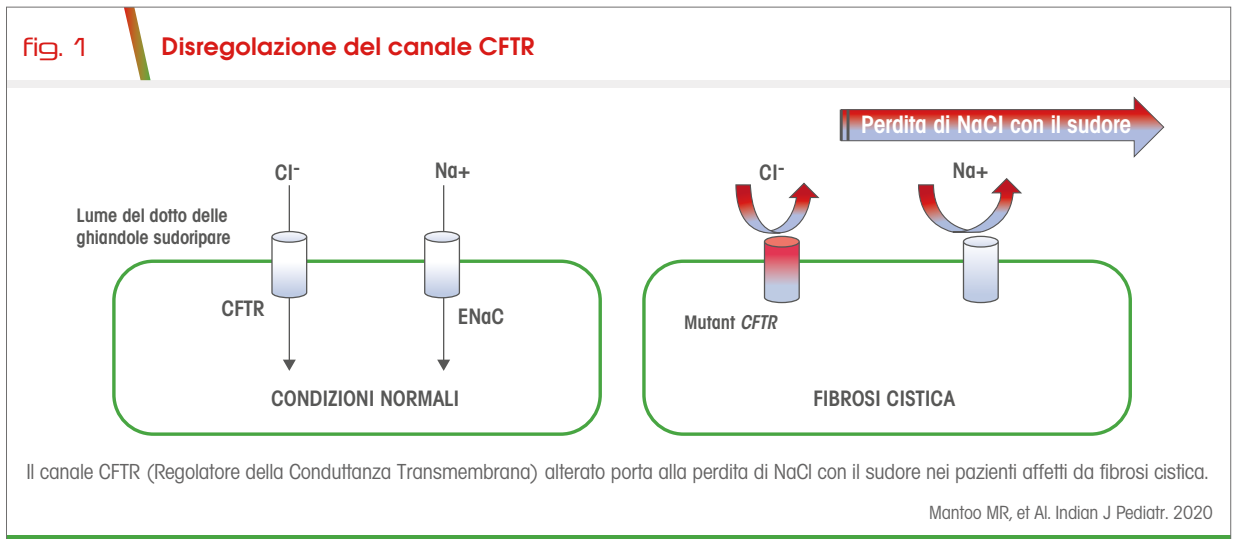 fig. 1
Disregolazione del canale CFTR
Perdita di NaCl con il sudore
Cl-
Na+
Cl-
Na+
Lume del dotto delle
ghiandole sudoripare
CFTR
ENaC
Mutant CFTR
CONDIZIONI NORMALI
FIBROSI CISTICA
Il canale CFTR (Regolatore della Conduttanza Transmembrana) alterato porta alla perdita di NaCl con il sudore nei pazienti affetti da fibrosi cistica.
Mantoo MR, et Al. Indian J Pediatr. 2020